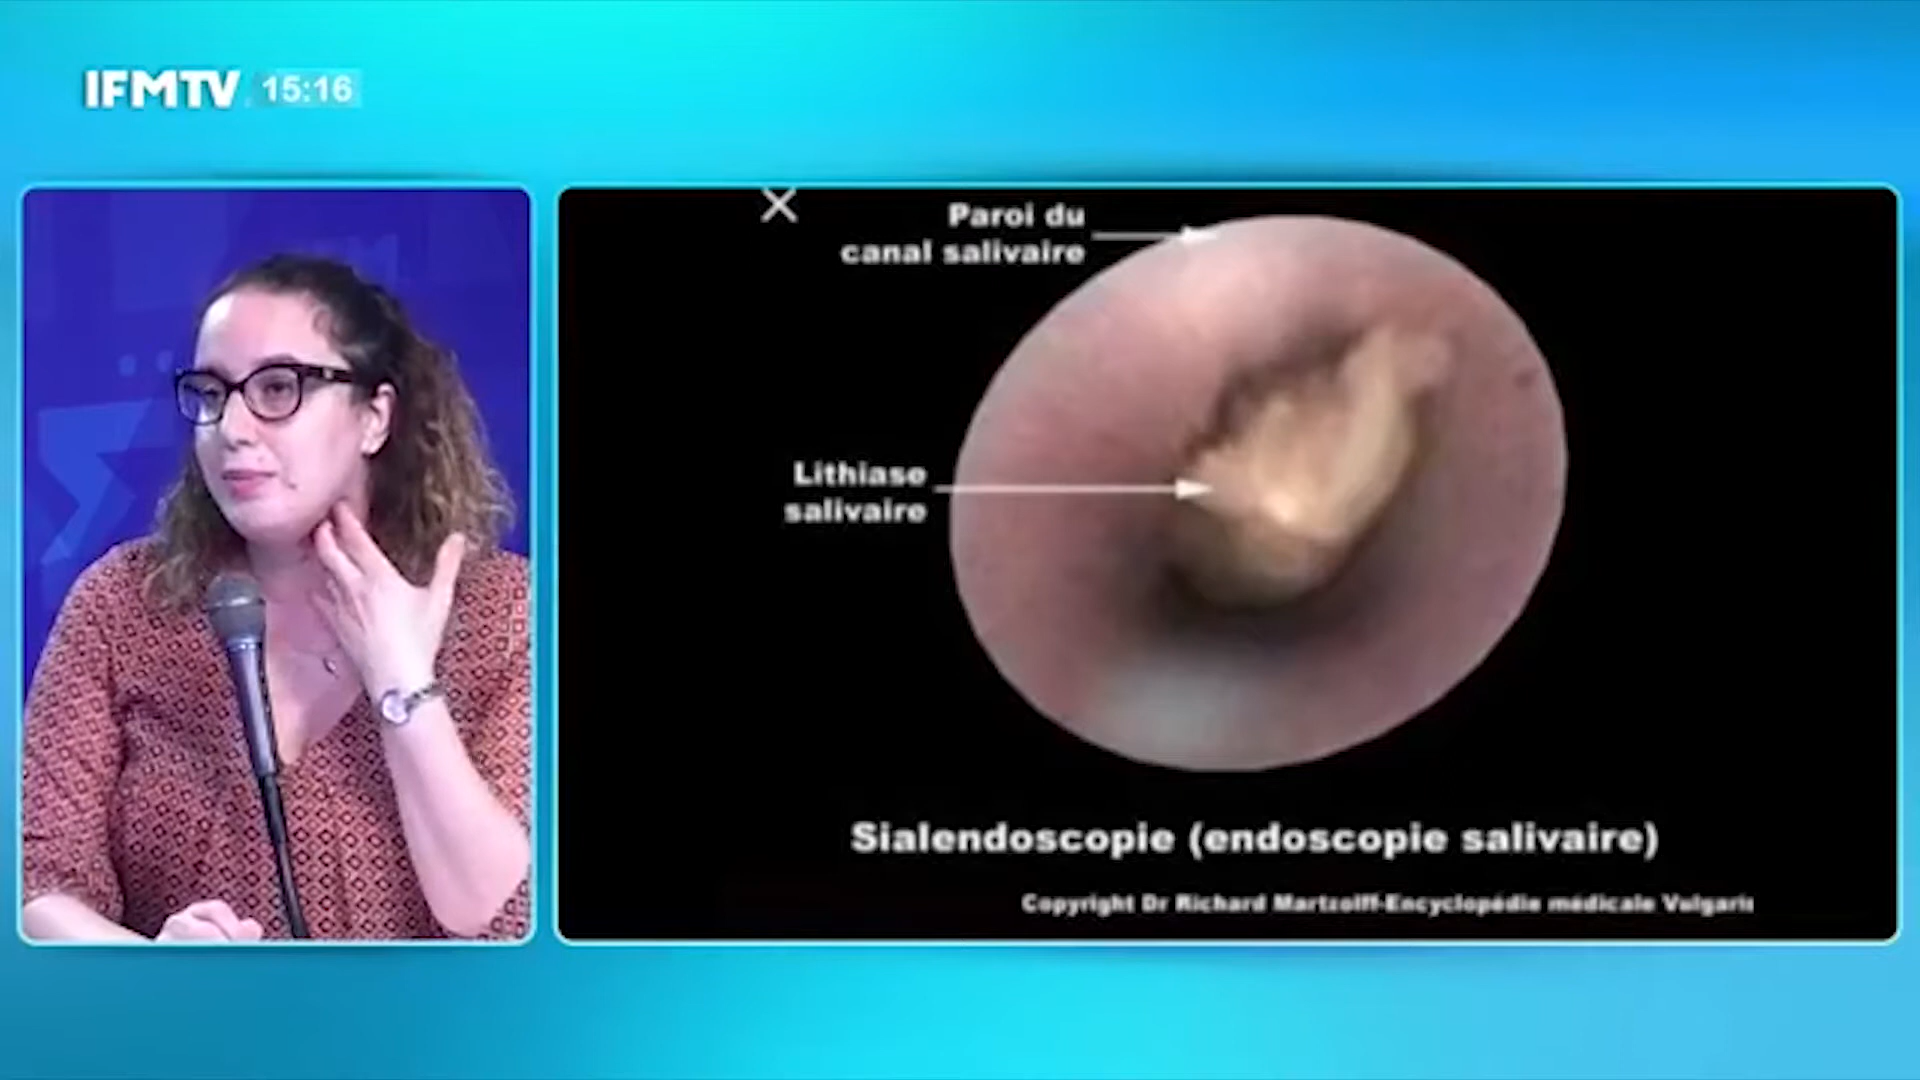 IFMTV 15:16
Paroi du
canal salivaire
Lithiase
salivaire
Sialendoscopie (endoscopie salivaire)
Copyright Dr Richard Martzolff-Encyclopédie médicale Vulgaris